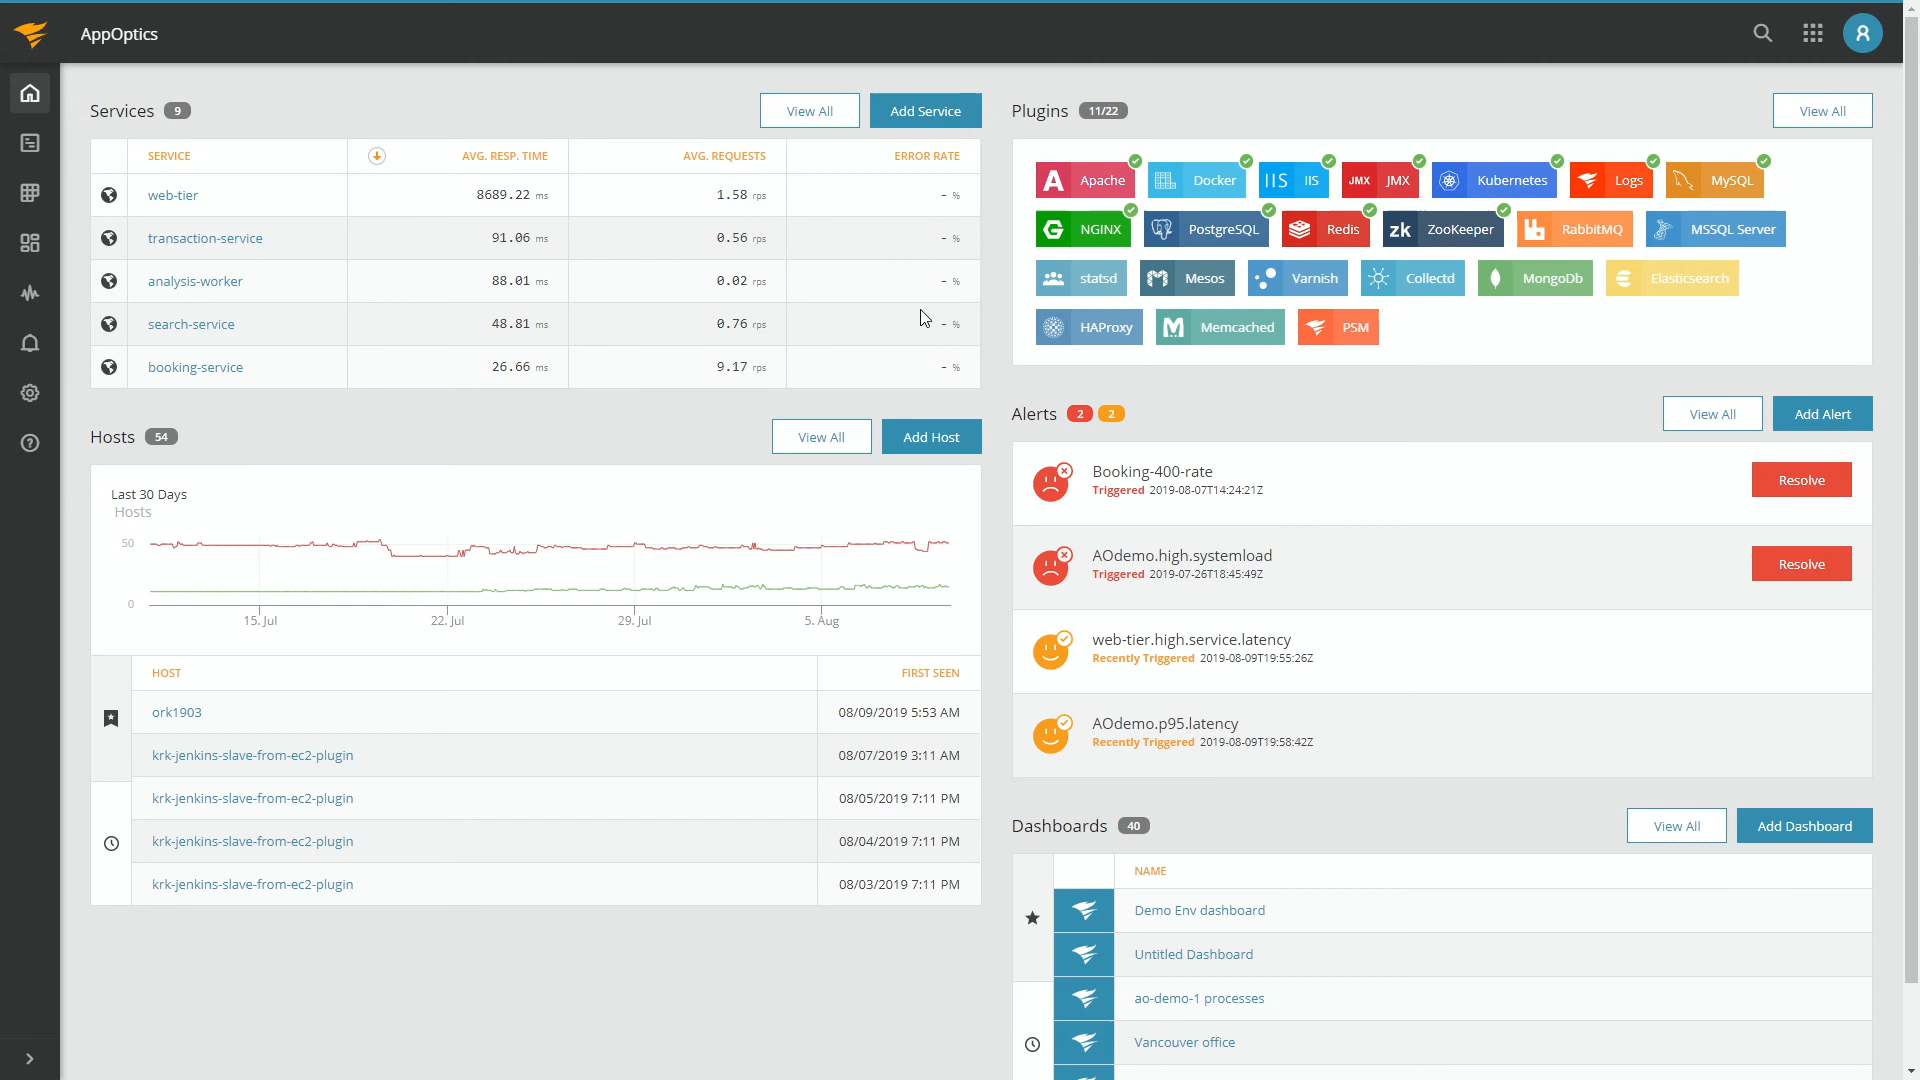 AppOptics
Services 9
View All
Add Service
SERVICE AVG. RESP. TIME AVG. REQUESTS ERROR RATE
web-tier 8689.22 ms 1.58 rps - %
transaction-service 91.06 ms 0.56 rps - %
analysis-worker 88.01 ms 0.02 rps - %
search-service 48.81 ms 0.76 rps - %
booking-service 26.66 ms 9.17 rps - %
Hosts 54
View All
Add Host
Last 30 Days
Hosts
50
0
15. Jul 22. Jul 29. Jul 5. Aug
HOST FIRST SEEN
ork1903 08/09/2019 5:53 AM
krk-jenkins-slave-from-ec2-plugin 08/07/2019 3:11 AM
krk-jenkins-slave-from-ec2-plugin 08/05/2019 7:11 PM
krk-jenkins-slave-from-ec2-plugin 08/04/2019 7:11 PM
krk-jenkins-slave-from-ec2-plugin 08/03/2019 7:11 PM
Plugins 11/22
View All
A Apache Docker IIS IIS JMX JMX Kubernetes Logs MySQL
G NGINX PostgreSQL Redis zk ZooKeeper RabbitMQ MSSQL Server
statsd Mesos Varnish Collectd MongoDb Elasticsearch
HAProxy M Memcached PSM
Alerts 2 2
View All
Add Alert
Booking-400-rate
Triggered 2019-08-07T14:24:21Z
Resolve
AOdemo.high.systemload
Triggered 2019-07-26T18:45:49Z
Resolve
web-tier.high.service.latency
Recently Triggered 2019-08-09T19:55:26Z
AOdemo.p95.latency
Recently Triggered 2019-08-09T19:58:42Z
Dashboards 40
View All
Add Dashboard
NAME
Demo Env dashboard
Untitled Dashboard
ao-demo-1 processes
Vancouver office